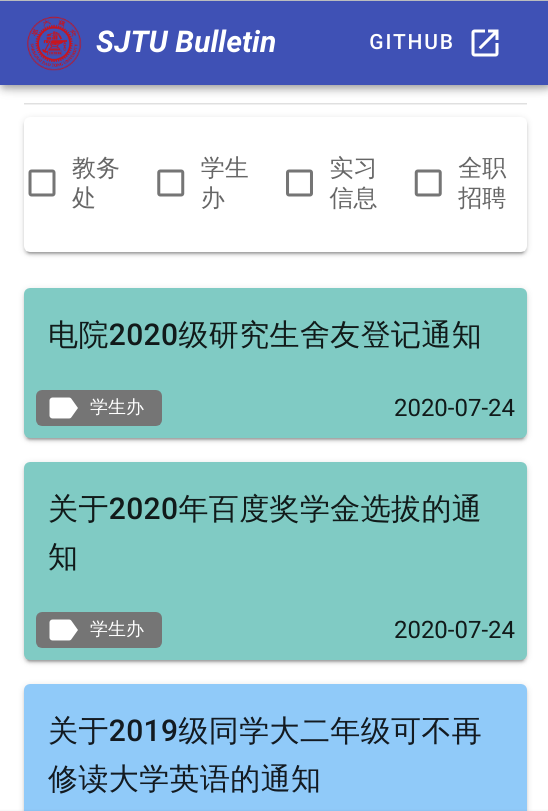 SJTU Bulletin GITHUB
教务处 学生办 实习信息 全职招聘
电院2020级研究生舍友登记通知
学生办 2020-07-24
关于2020年百度奖学金选拔的通
知
学生办 2020-07-24
关于2019级同学大二年级可不再
修读大学英语的通知